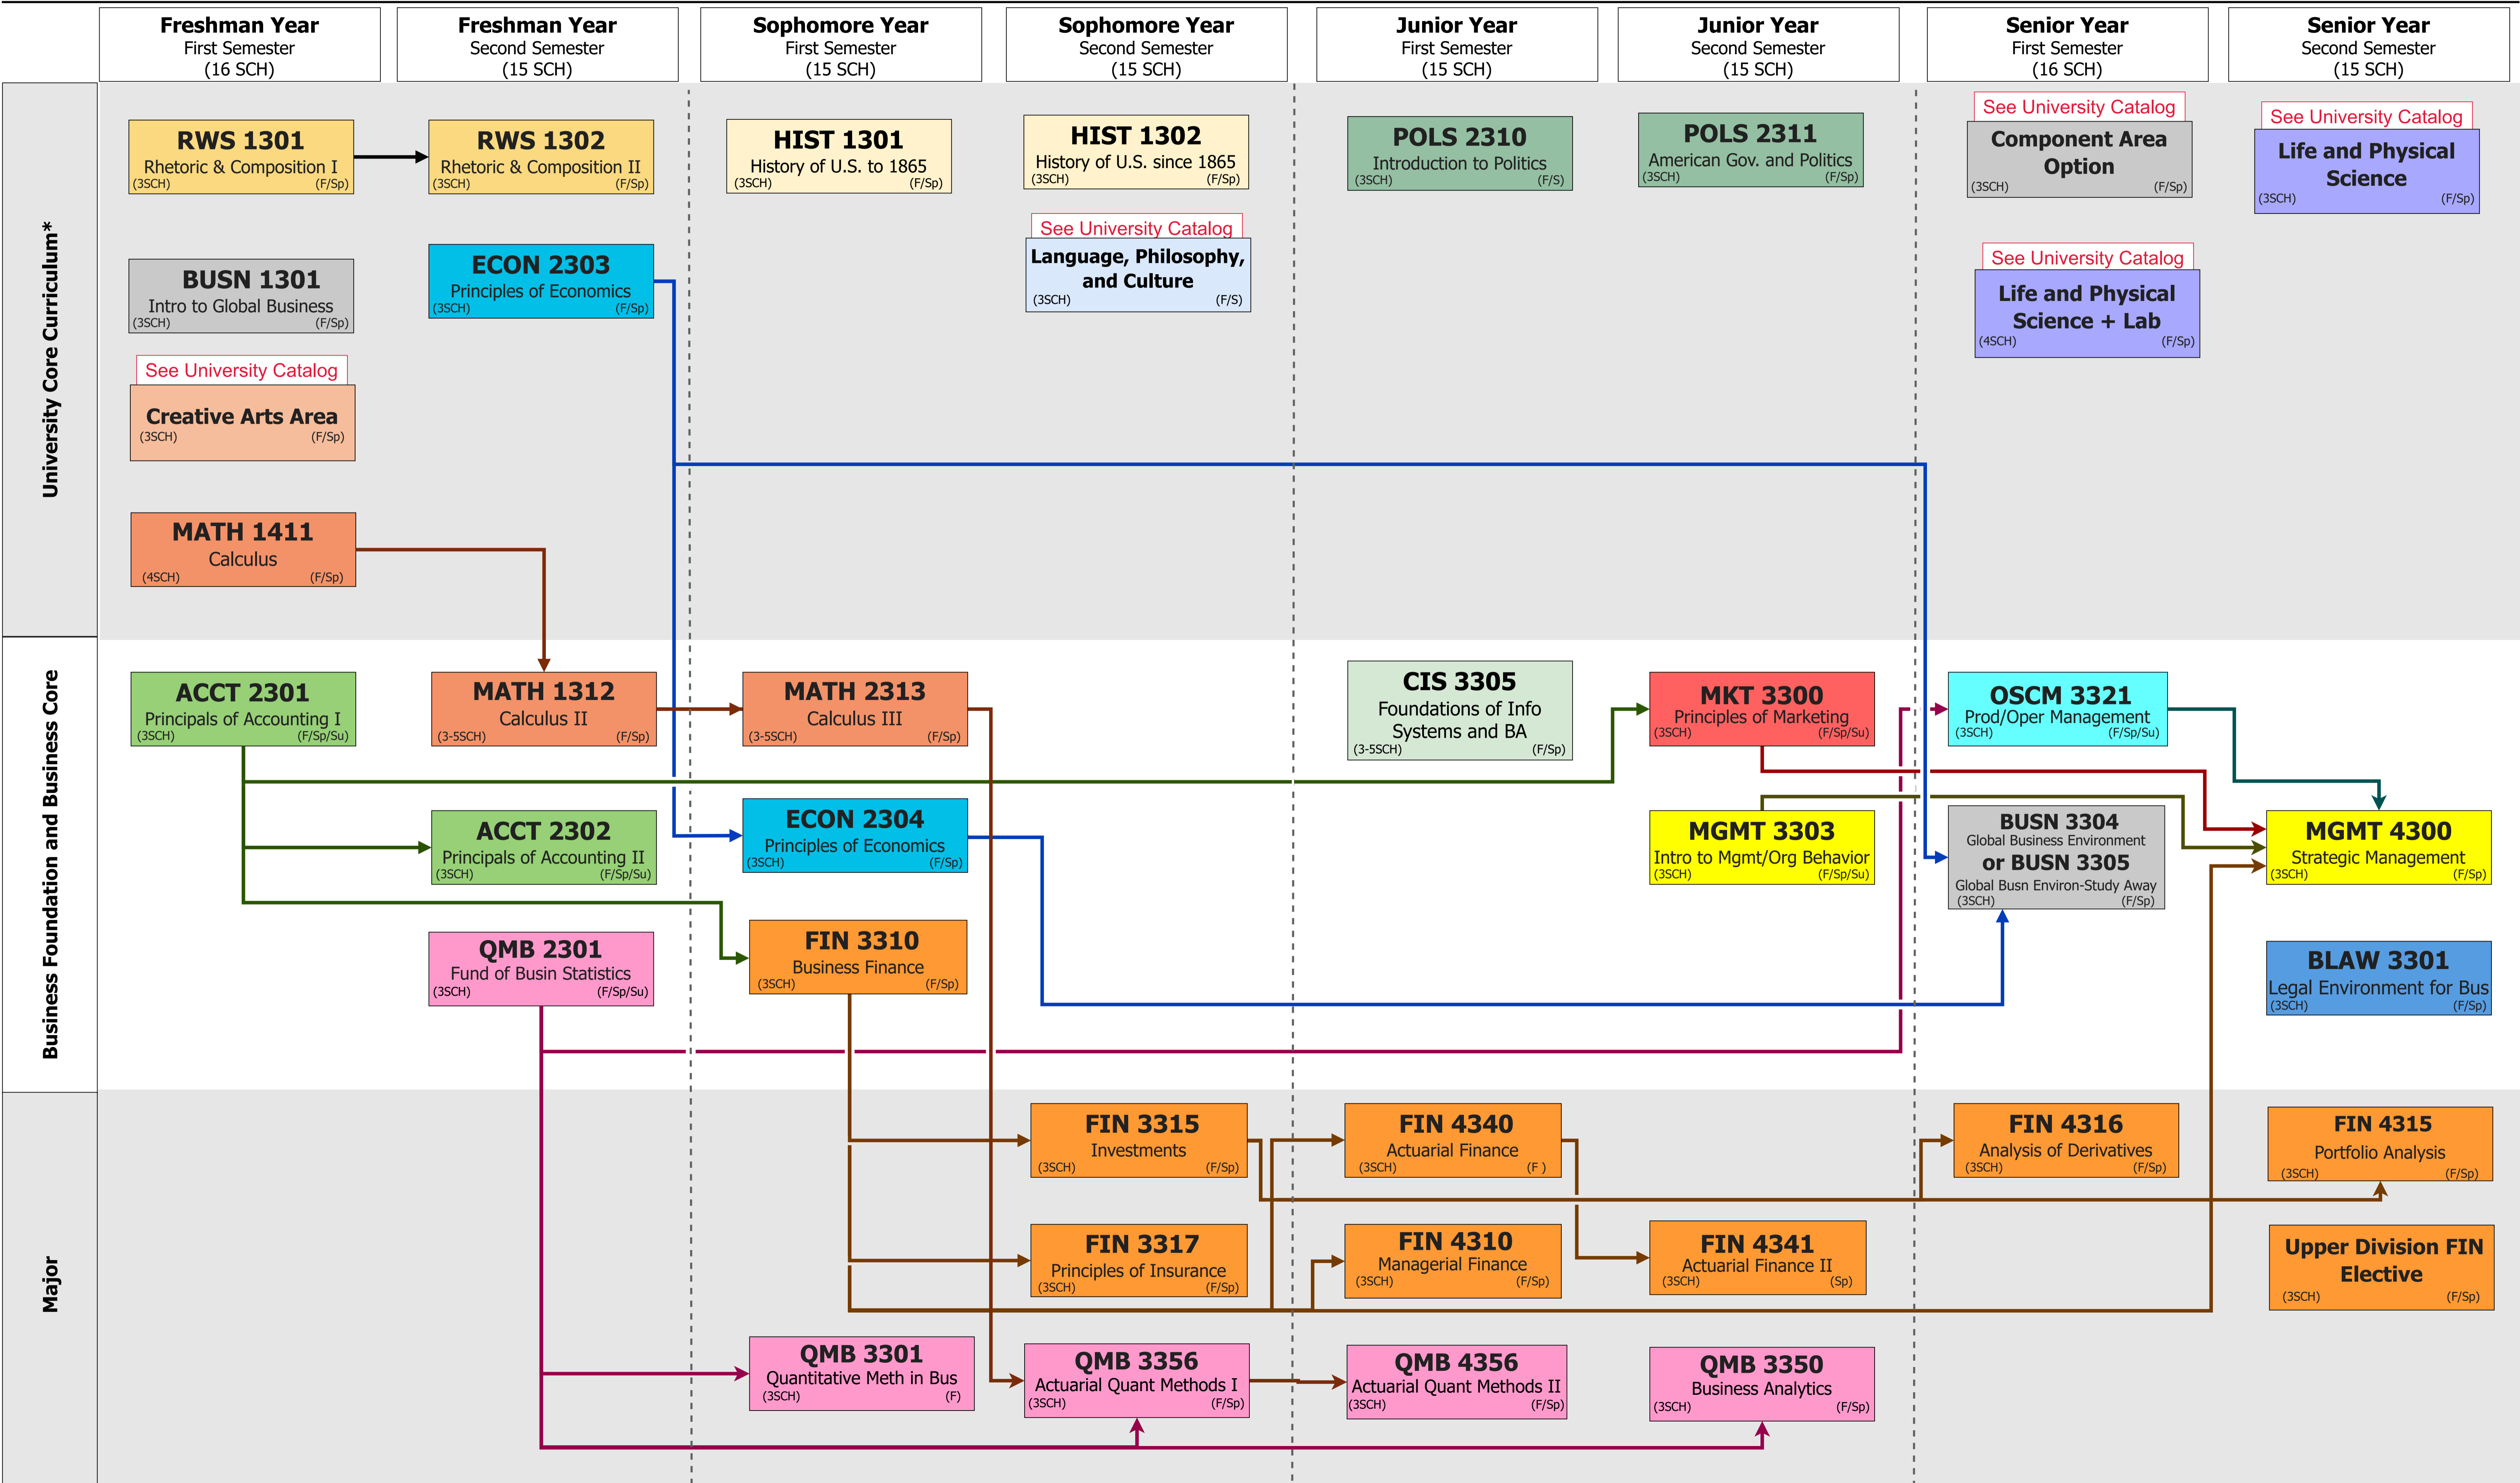 Freshman Year
First Semester
(16 SCH)
Freshman Year
Second Semester
(15 SCH)
Sophomore Year
First Semester
(15 SCH)
Sophomore Year
Second Semester
(15 SCH)
Junior Year
First Semester
(15 SCH)
Junior Year
Second Semester
(15 SCH)
Senior Year
First Semester
(16 SCH)
Senior Year
Second Semester
(15 SCH)
University Core Curriculum*
RWS 1301
Rhetoric & Composition I
(3SCH) (F/Sp)
RWS 1302
Rhetoric & Composition II
(3SCH) (F/Sp)
HIST 1301
History of U.S. to 1865
(3SCH) (F/Sp)
HIST 1302
History of U.S. since 1865
(3SCH) (F/Sp)
POLS 2310
Introduction to Politics
(3SCH) (F/S)
POLS 2311
American Gov. and Politics
(3SCH) (F/Sp)
See University Catalog
Component Area
Option
(3SCH) (F/Sp)
See University Catalog
Life and Physical
Science
(3SCH) (F/Sp)
BUSN 1301
Intro to Global Business
(3SCH) (F/Sp)
ECON 2303
Principles of Economics
(3SCH) (F/Sp)
See University Catalog
Language, Philosophy,
and Culture
(3SCH) (F/S)
See University Catalog
Life and Physical
Science + Lab
(4SCH) (F/Sp)
See University Catalog
Creative Arts Area
(3SCH) (F/Sp)
MATH 1411
Calculus
(4SCH) (F/Sp)
Business Foundation and Business Core
ACCT 2301
Principals of Accounting I
(3SCH) (F/Sp/Su)
MATH 1312
Calculus II
(3-5SCH) (F/Sp)
MATH 2313
Calculus III
(3-5SCH) (F/Sp)
CIS 3305
Foundations of Info
Systems and BA
(3-5SCH) (F/Sp)
MKT 3300
Principles of Marketing
(3SCH) (F/Sp/Su)
OSCM 3321
Prod/Oper Management
(3SCH) (F/Sp/Su)
ACCT 2302
Principals of Accounting II
(3SCH) (F/Sp/Su)
ECON 2304
Principles of Economics
(3SCH) (F/Sp)
MGMT 3303
Intro to Mgmt/Org Behavior
(3SCH) (F/Sp/Su)
BUSN 3304
Global Business Environment
or BUSN 3305
Global Busn Environ-Study Away
(3SCH) (F/Sp)
MGMT 4300
Strategic Management
(3SCH) (F/Sp)
QMB 2301
Fund of Busin Statistics
(3SCH) (F/Sp/Su)
FIN 3310
Business Finance
(3SCH) (F/Sp)
BLAW 3301
Legal Environment for Bus
(3SCH) (F/Sp)
Major
FIN 3315
Investments
(3SCH) (F/Sp)
FIN 4340
Actuarial Finance
(3SCH) (F )
FIN 4316
Analysis of Derivatives
(3SCH) (F/Sp)
FIN 4315
Portfolio Analysis
(3SCH) (F/Sp)
FIN 3317
Principles of Insurance
(3SCH) (F/Sp)
FIN 4310
Managerial Finance
(3SCH) (F/Sp)
FIN 4341
Actuarial Finance II
(3SCH) (Sp)
Upper Division FIN
Elective
(3SCH) (F/Sp)
QMB 3301
Quantitative Meth in Bus
(3SCH) (F)
QMB 3356
Actuarial Quant Methods I
(3SCH) (F/Sp)
QMB 4356
Actuarial Quant Methods II
(3SCH) (F/Sp)
QMB 3350
Business Analytics
(3SCH) (F/Sp)